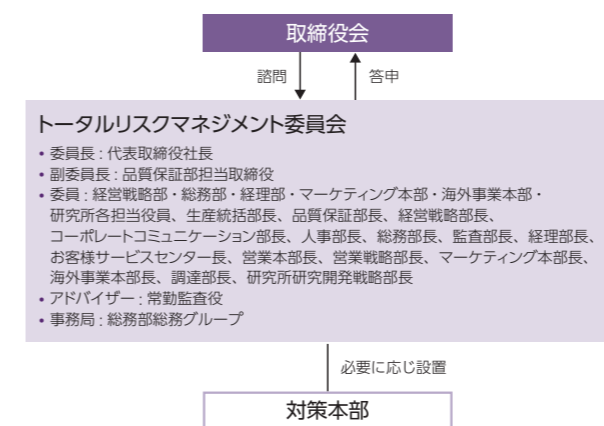 取締役会
諮問
答申
トータルリスクマネジメント委員会
• 委員長 : 代表取締役社長
• 副委員長 : 品質保証部担当取締役
• 委員 : 経営戦略部・総務部・経理部・マーケティング本部・海外事業本部・
研究所各担当役員、生産統括部長、品質保証部長、経営戦略部長、
コーポレートコミュニケーション部長、人事部長、総務部長、監査部長、経理部長、
お客様サービスセンター長、営業本部長、営業戦略部長、マーケティング本部長、
海外事業本部長、調達部長、研究所研究開発戦略部長
• アドバイザー : 常勤監査役
• 事務局 : 総務部総務グループ
必要に応じ設置
対策本部